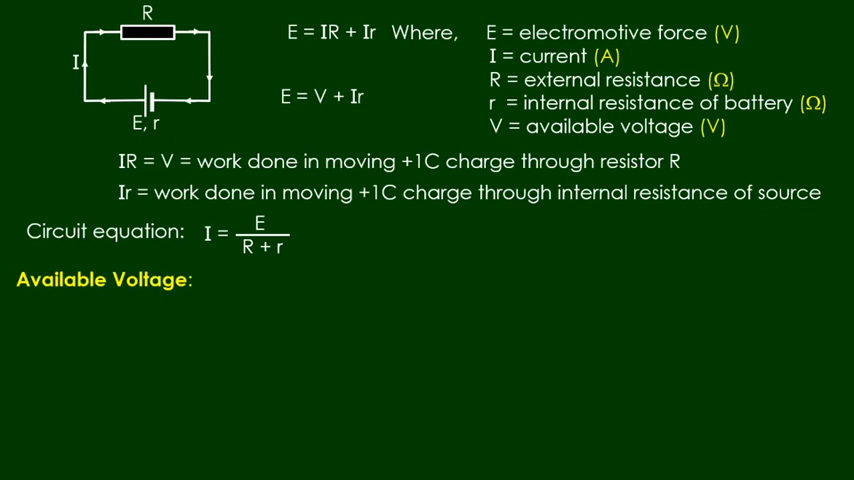 R
E = IR + Ir Where, E = electromotive force (V)
I = current (A)
I
R = external resistance (Ω)
E = V + Ir
r = internal resistance of battery (Ω)
E, r
V = available voltage (V)
IR = V = work done in moving +1C charge through resistor R
Ir = work done in moving +1C charge through internal resistance of source
Circuit equation: I = E / R + r
Available Voltage: